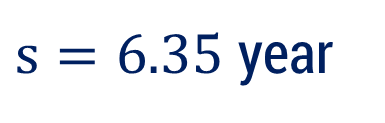 s = 6.35 year